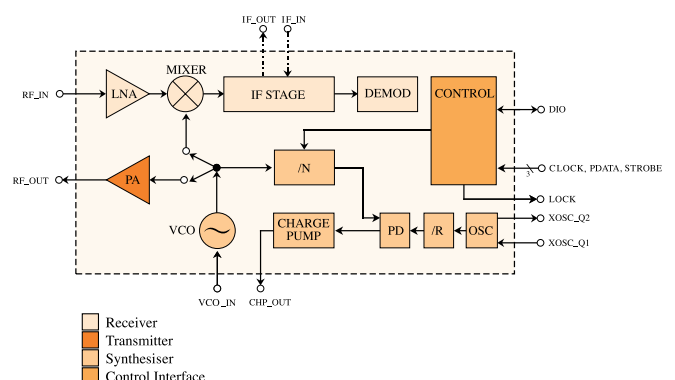 IF_OUT IF_IN
MIXER
RF_IN
LNA
IF STAGE
DEMOD
CONTROL
DIO
/N
CLOCK, PDATA, STROBE
3
RF_OUT
PA
LOCK
VCO
CHARGE
PUMP
PD
/R
OSC
XOSC_Q2
XOSC_Q1
VCO_IN
CHP_OUT
Receiver
Transmitter
Synthesiser
Control Interface